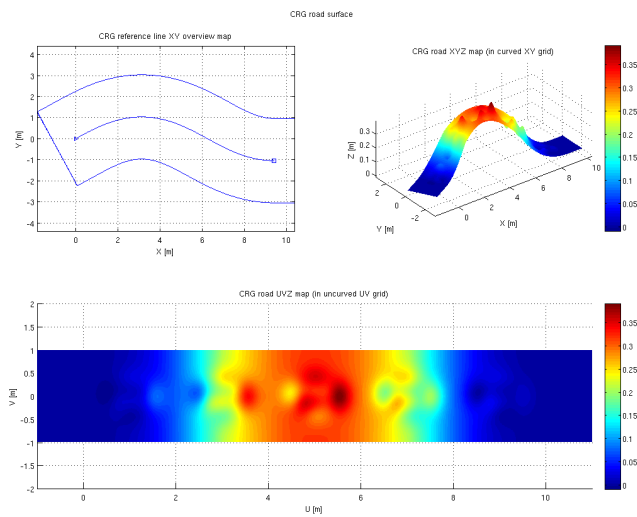 CRG road surface
CRG reference line XY overview map
4
3
2
1
0
-1
-2
-3
-4
Y [m]
0 2 4 6 8 10
X [m]
CRG road XYZ map (in curved XY grid)
0.3
0.2
0.1
0
Z [m]
2
0
-2
Y [m]
0 2 4 6 8 10
X [m]
0.35
0.3
0.25
0.2
0.15
0.1
0.05
0
CRG road UVZ map (in uncurved UV grid)
2
1.5
1
0.5
0
-0.5
-1
-1.5
-2
V [m]
0 2 4 6 8 10
U [m]
0.35
0.3
0.25
0.2
0.15
0.1
0.05
0